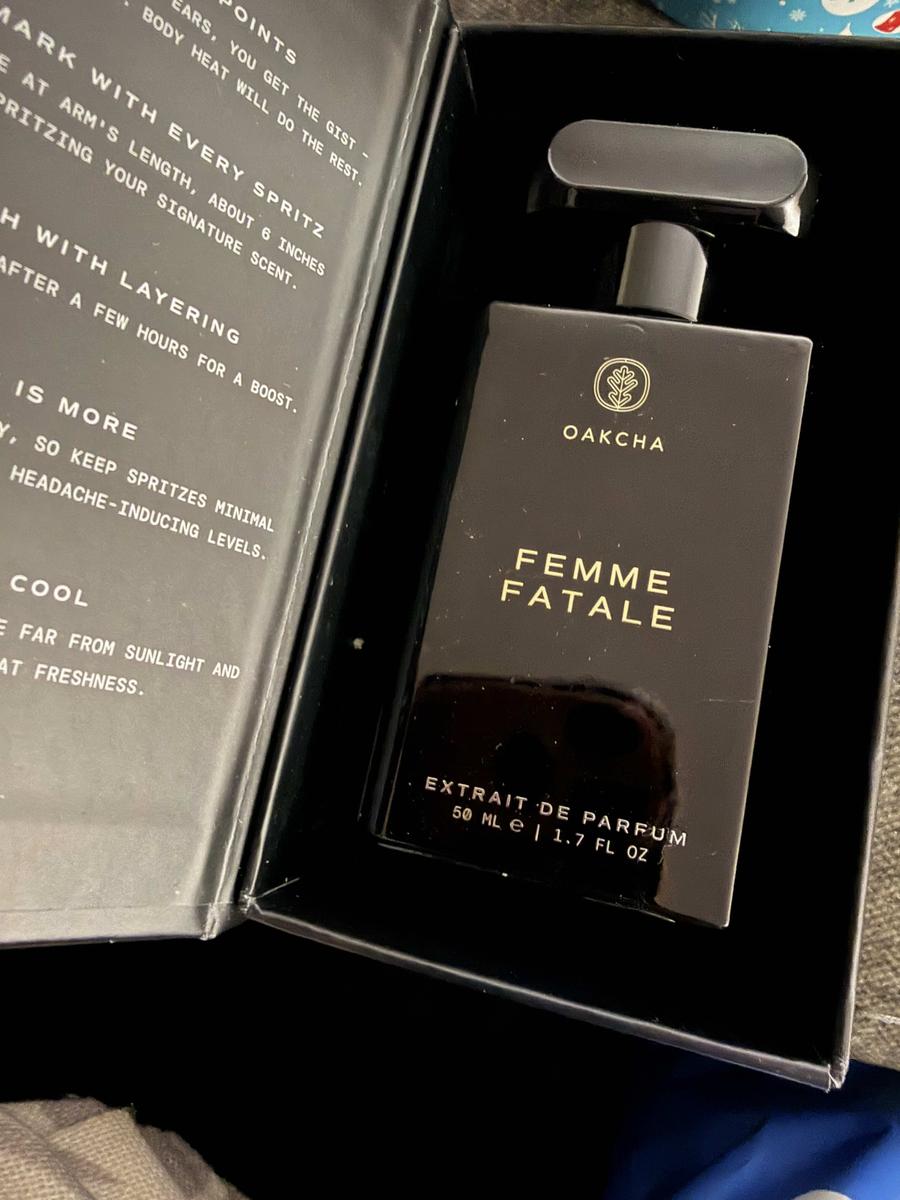 POINTS
EARS, YOU GET THE GIST –
BODY HEAT WILL DO THE REST.
MARK WITH EVERY SPRITZ
AT ARM'S LENGTH, ABOUT 6 INCHES
SPRITZING YOUR SIGNATURE SCENT.
WITH LAYERING
AFTER A FEW HOURS FOR A BOOST.
IS MORE
SO KEEP SPRITZES MINIMAL
HEADACHE-INDUCING LEVELS.
COOL
FAR FROM SUNLIGHT AND
FRESHNESS.
OAKCHA
FEMME
FATALE
EXTRAIT DE PARFUM
50 ML ℮ | 1.7 FL OZ